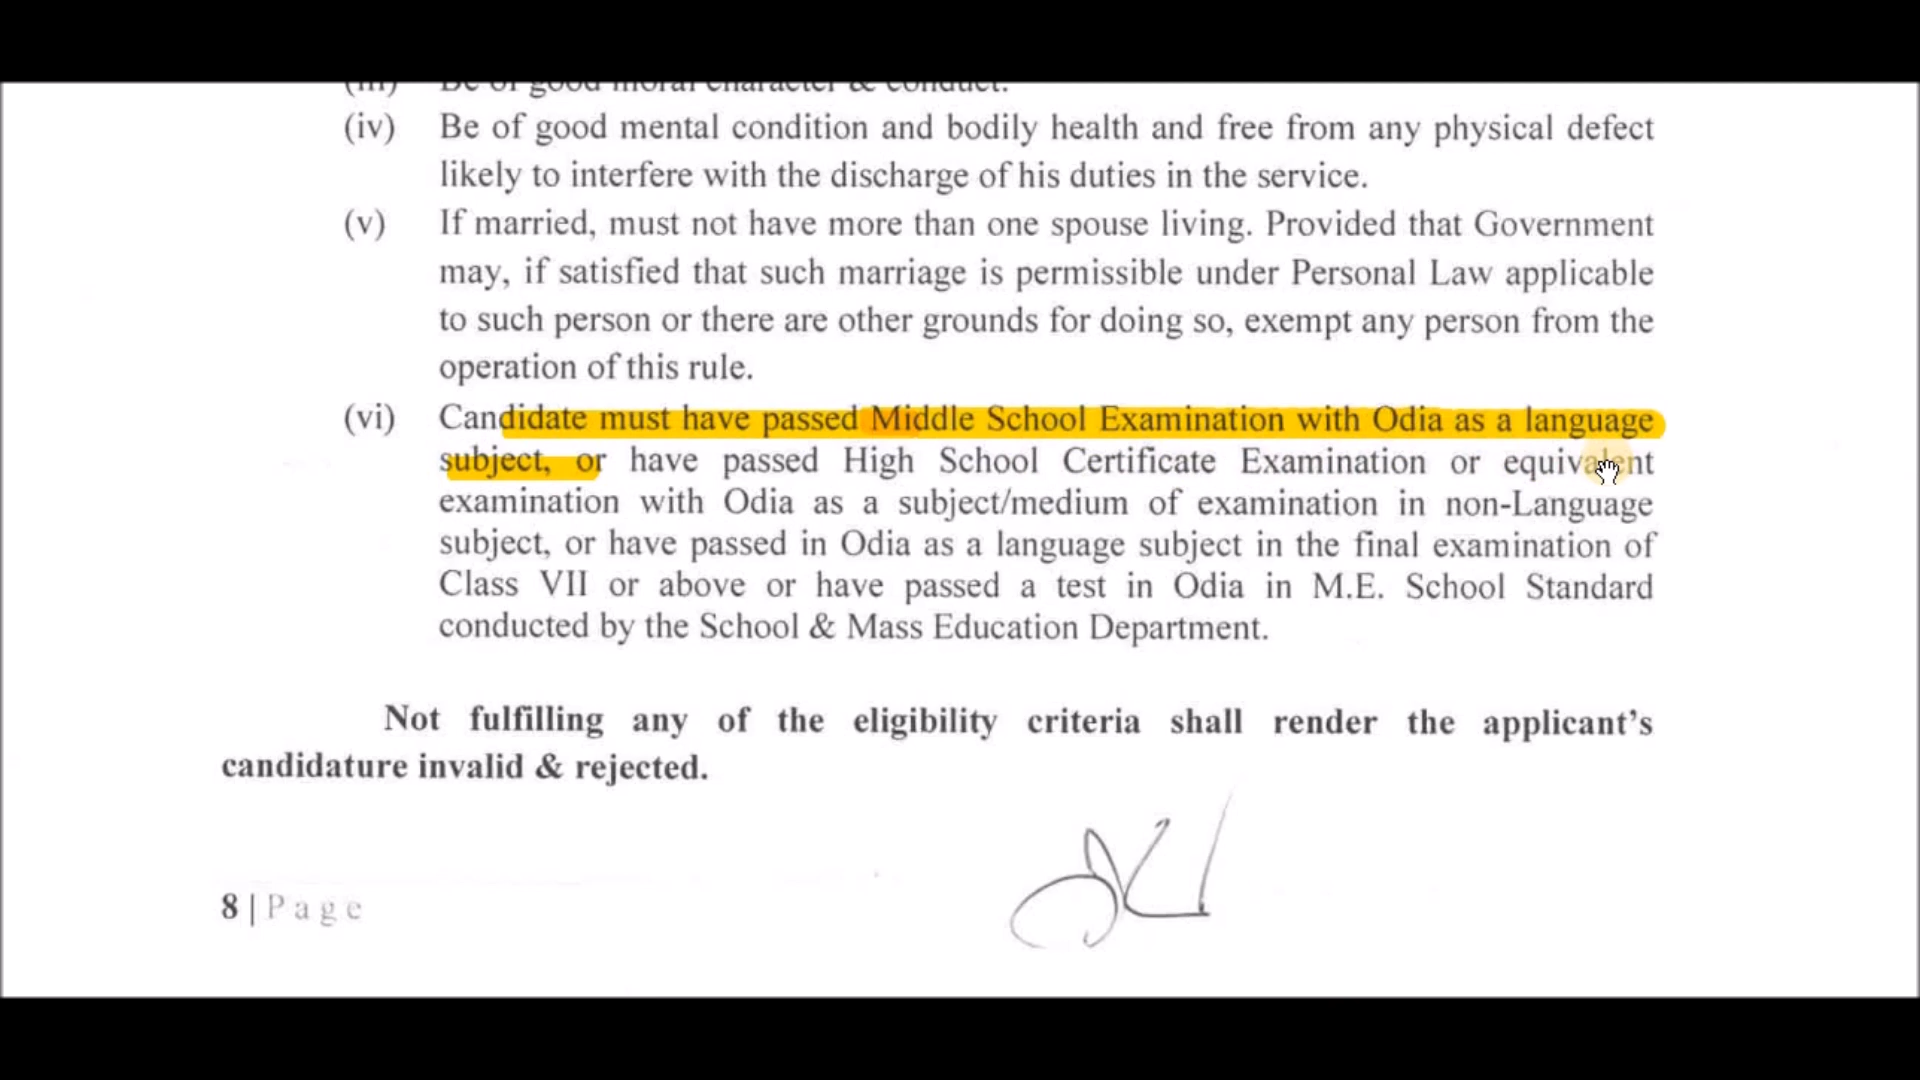 (iii) Be of good moral character & conduct.
(iv) Be of good mental condition and bodily health and free from any physical defect
likely to interfere with the discharge of his duties in the service.
(v) If married, must not have more than one spouse living. Provided that Government
may, if satisfied that such marriage is permissible under Personal Law applicable
to such person or there are other grounds for doing so, exempt any person from the
operation of this rule.
(vi) Candidate must have passed Middle School Examination with Odia as a language
subject, or have passed High School Certificate Examination or equivalent
examination with Odia as a subject/medium of examination in non-Language
subject, or have passed in Odia as a language subject in the final examination of
Class VII or above or have passed a test in Odia in M.E. School Standard
conducted by the School & Mass Education Department.
Not fulfilling any of the eligibility criteria shall render the applicant’s
candidature invalid & rejected.
8 | Page